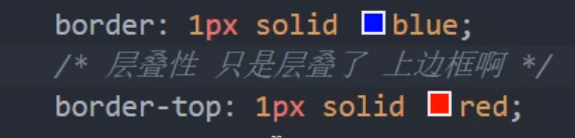 border: 1px solid blue;
/* 层叠性 只是层叠了 上边框啊 */
border-top: 1px solid red;